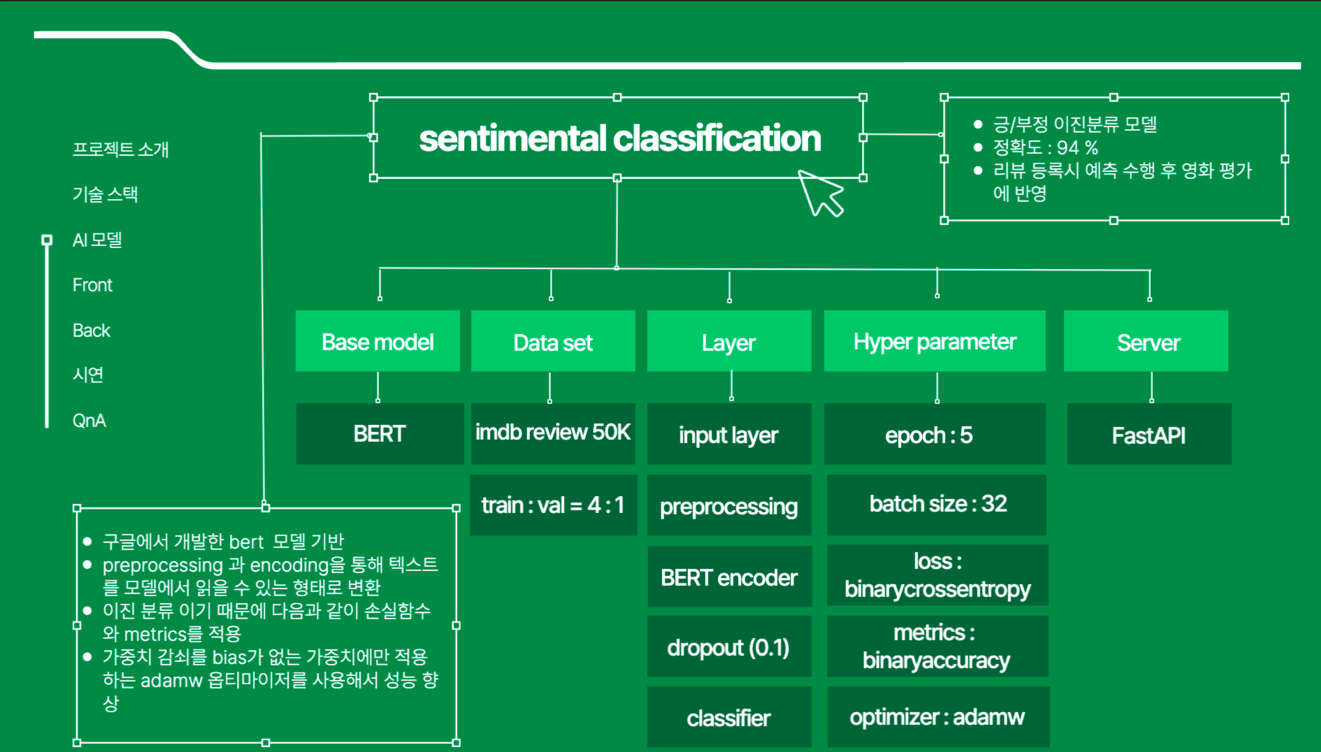 sentimental classification
긍/부정 이진분류 모델
정확도 : 94 %
리뷰 등록시 예측 수행 후 영화 평가
에 반영
프로젝트 소개
기술 스택
AI 모델
Front
Back
시연
QnA
Base model
Data set
Layer
Hyper parameter
Server
BERT
imdb review 50K
input layer
epoch : 5
FastAPI
train : val = 4 : 1
preprocessing
batch size : 32
BERT encoder
loss :
binarycrossentropy
dropout (0.1)
metrics :
binaryaccuracy
classifier
optimizer : adamw
구글에서 개발한 bert 모델 기반
preprocessing 과 encoding을 통해 텍스트
를 모델에서 읽을 수 있는 형태로 변환
이진 분류 이기 때문에 다음과 같이 손실함수
와 metrics를 적용
가중치 감쇠를 bias가 없는 가중치에만 적용
하는 adamw 옵티마이저를 사용해서 성능 향
상